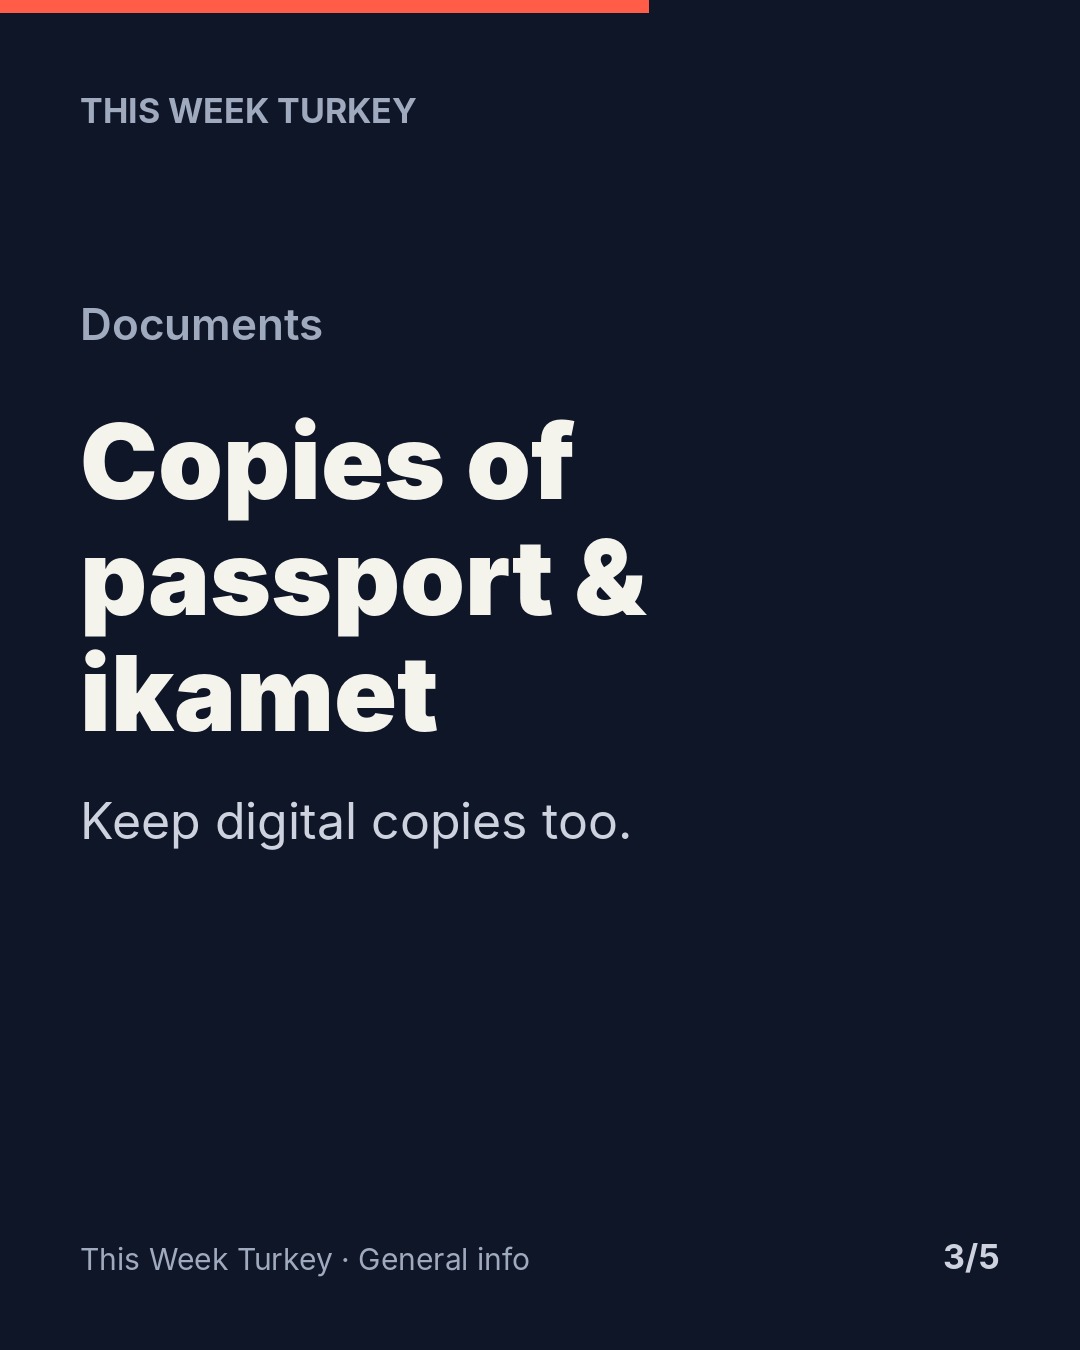 THIS WEEK TURKEY
Documents
Copies of
passport &
ikamet
Keep digital copies too.
This Week Turkey · General info
3/5